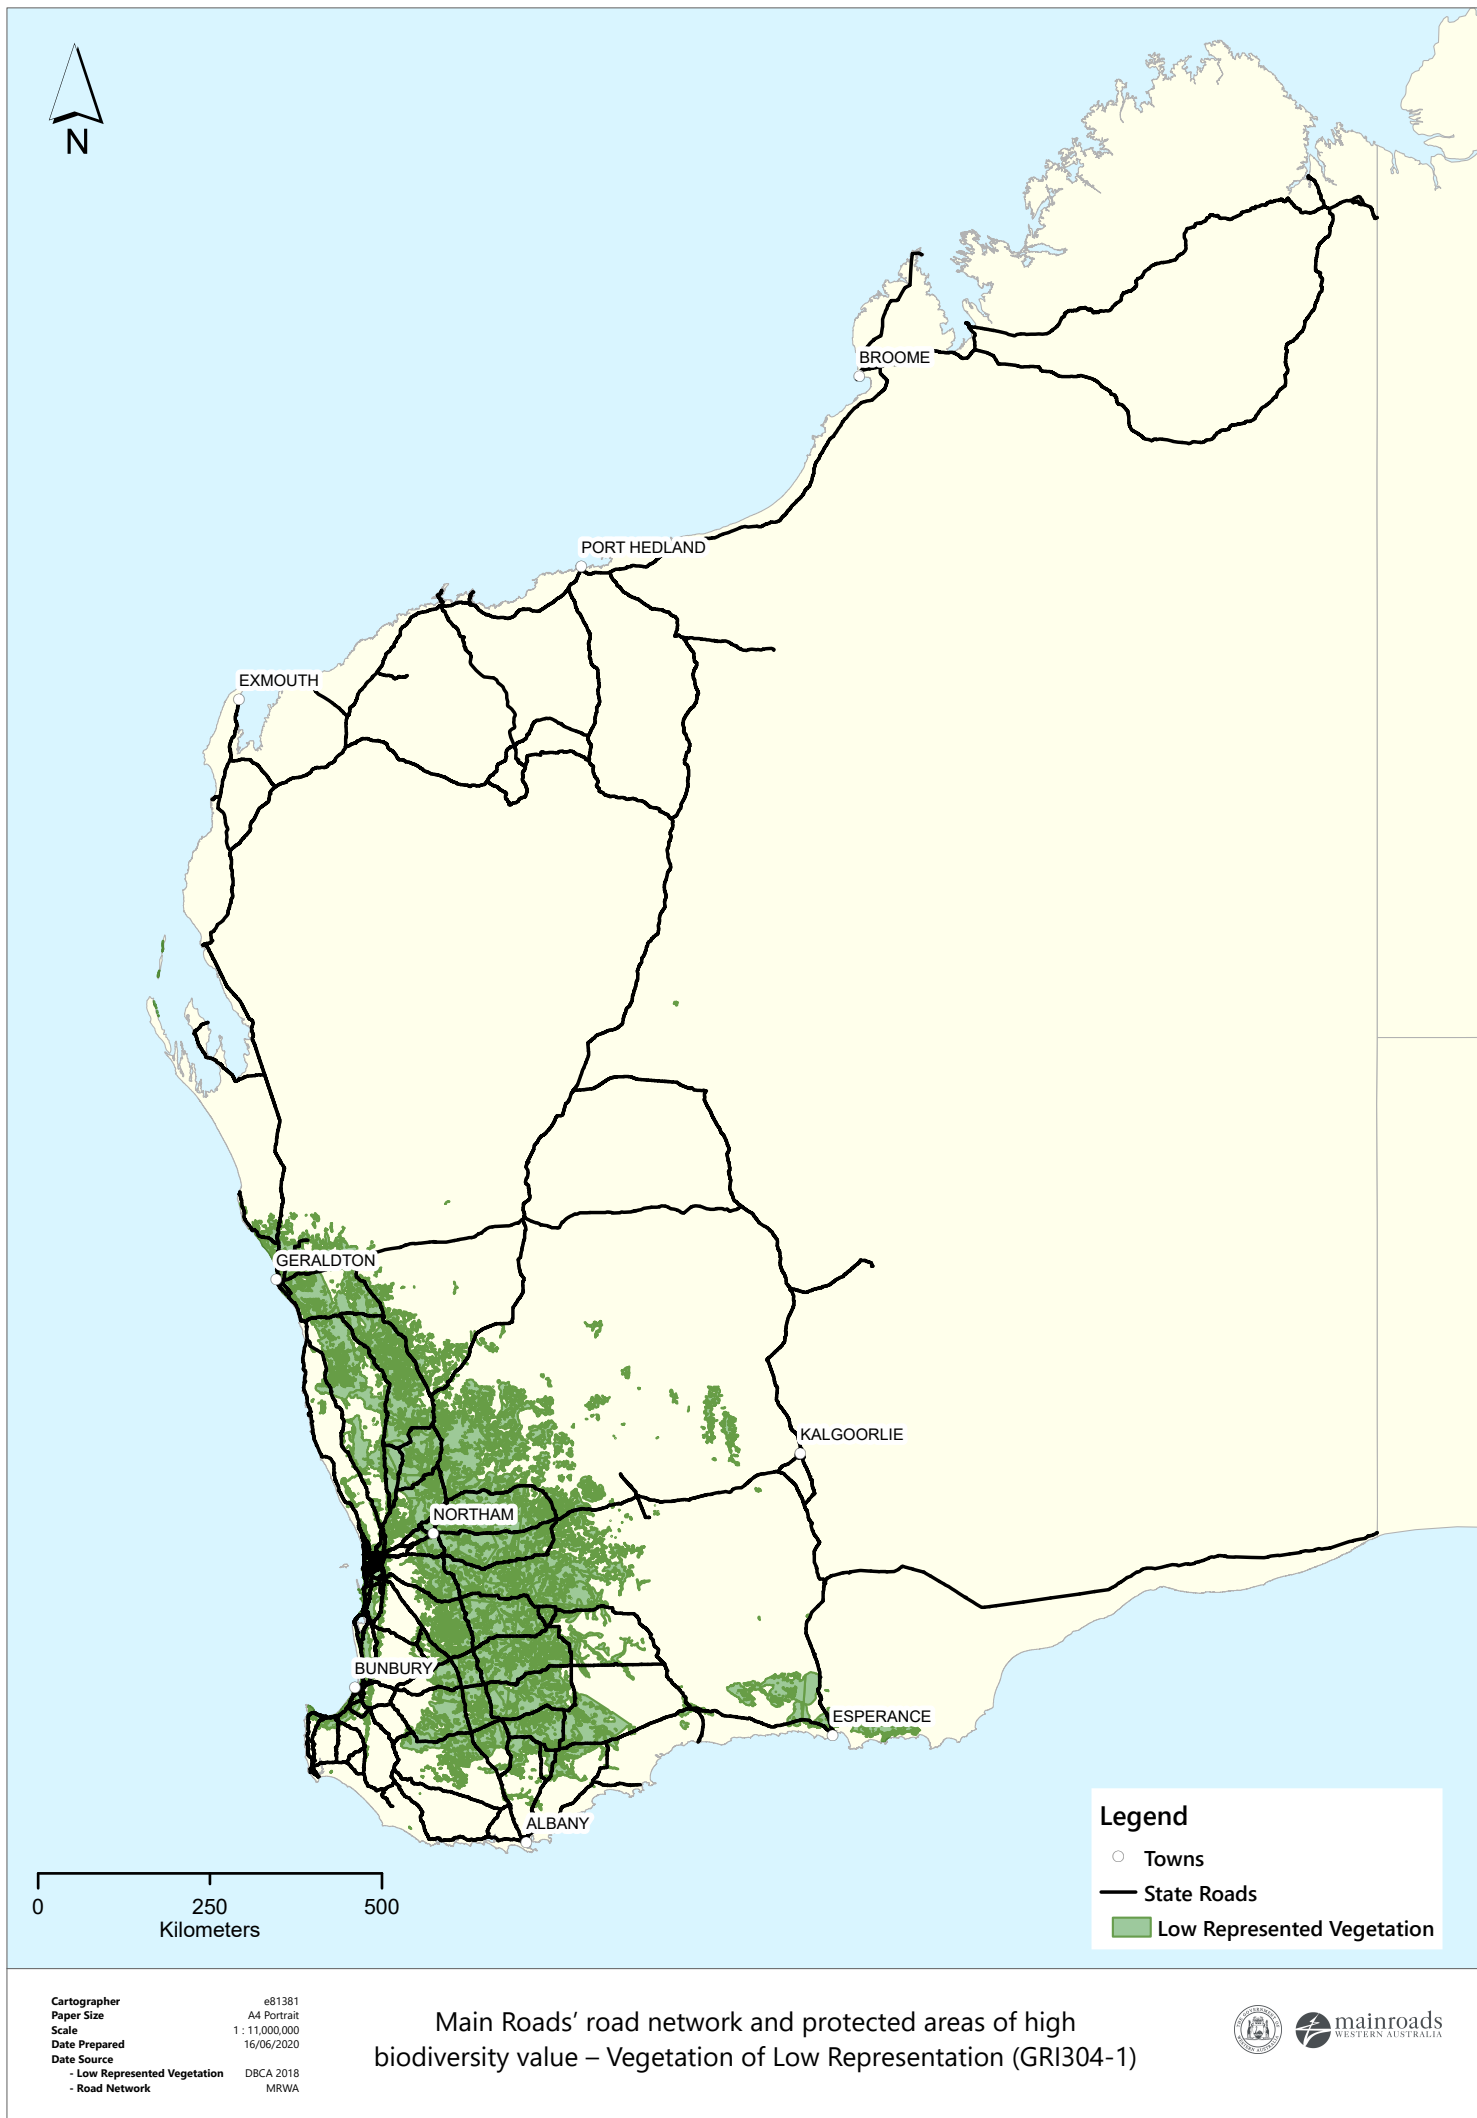 N
BROOME
PORT HEDLAND
EXMOUTH
GERALDTON
KALGOORLIE
NORTHAM
BUNBURY
ESPERANCE
ALBANY
0 250 500
Kilometers
Legend
Towns
State Roads
Low Represented Vegetation
Cartographer e81381
Paper Size A4 Portrait
Scale 1 : 11,000,000
Date Prepared 16/06/2020
Date Source
- Low Represented Vegetation DBCA 2018
- Road Network MRWA
Main Roads’ road network and protected areas of high
biodiversity value – Vegetation of Low Representation (GRI304-1)
mainroads
WESTERN AUSTRALIA